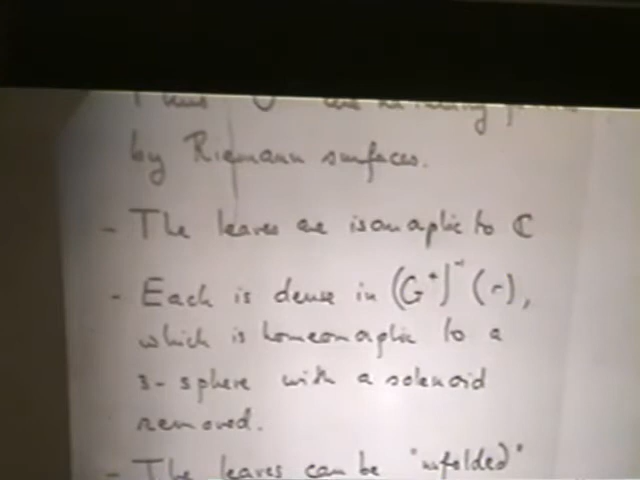 by Riemann surfaces.
- The leaves are isomorphic to ℂ
- Each is dense in (G⁺)⁻¹(r),
which is homeomorphic to a
3-sphere with a solenoid
removed.
- The leaves can be "unfolded"